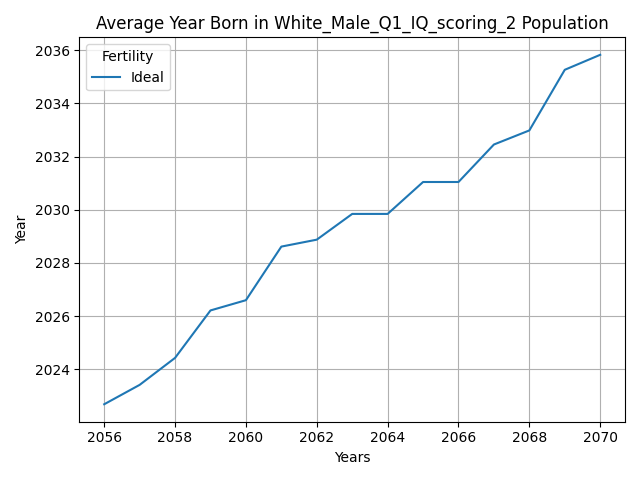 Average Year Born in White_Male_Q1_IQ_scoring_2 Population
Fertility
Ideal
2036
2034
2032
2030
2028
2026
2024
Year
2056 2058 2060 2062 2064 2066 2068 2070
Years